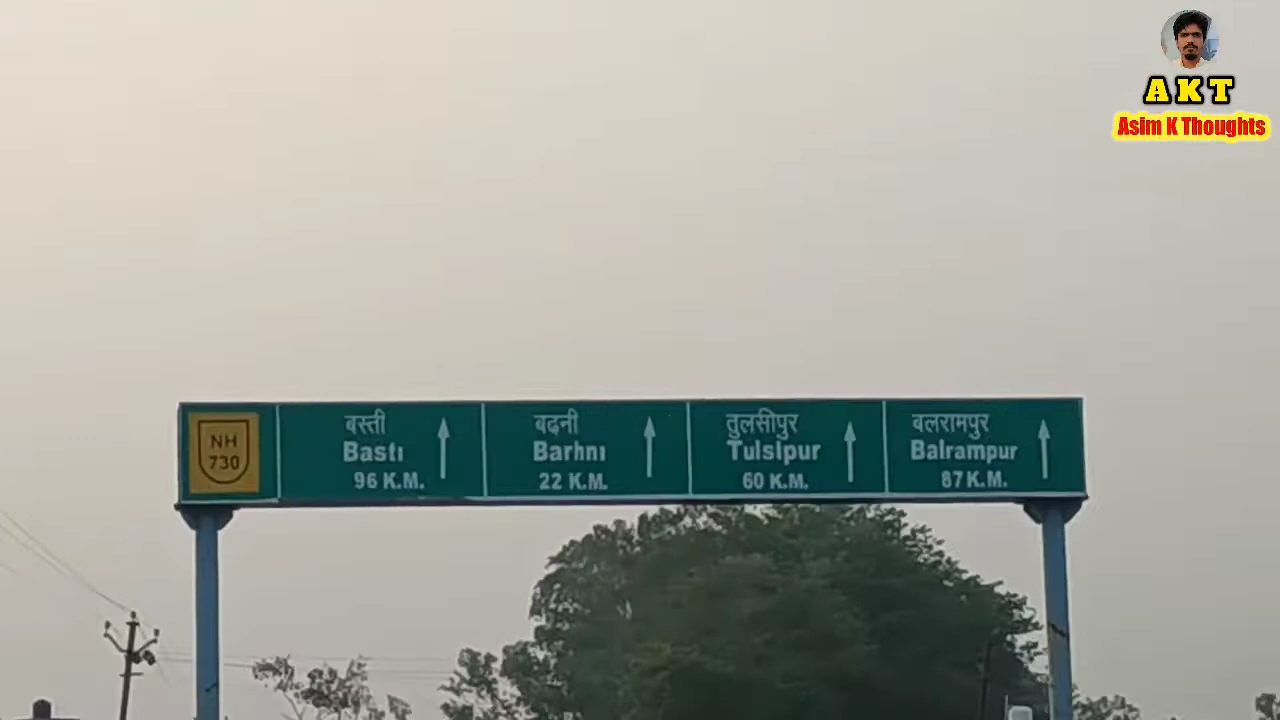 A K T
Asim K Thoughts
NH
730
बस्ती
Basti
96 K.M.
बढ़नी
Barhni
22 K.M.
तुलसीपुर
Tulsipur
60 K.M.
बलरामपुर
Balrampur
87 K.M.